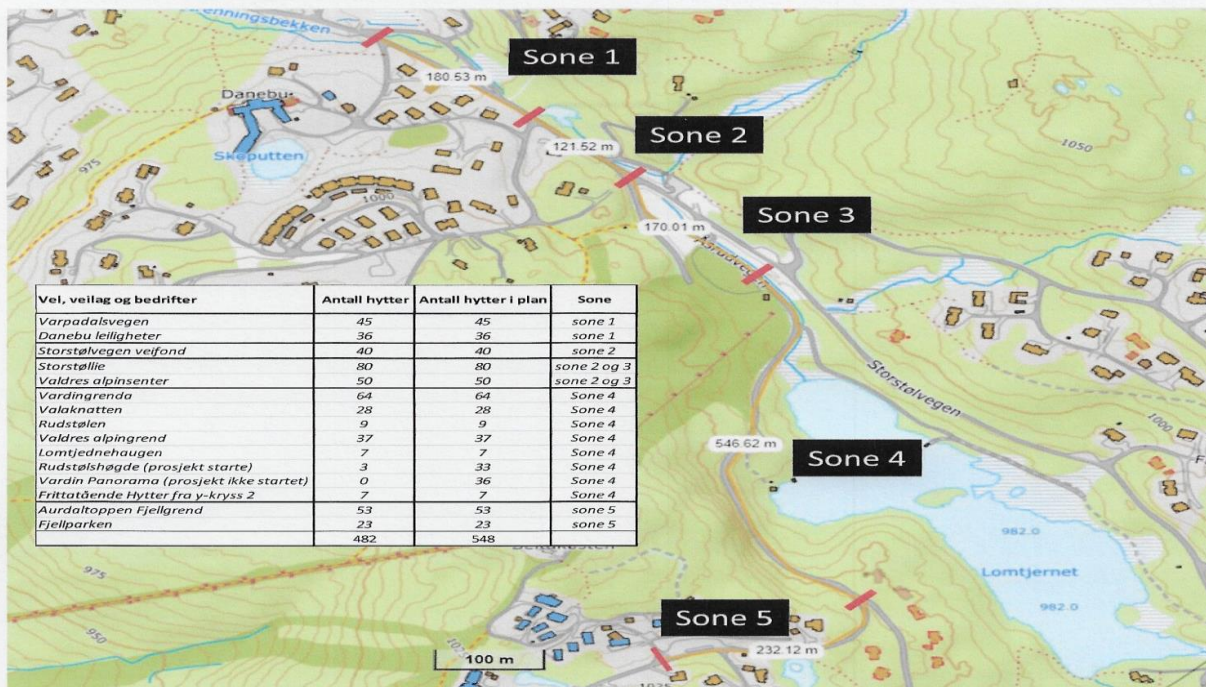 enningsbekken
Sone 1
180.53 m
Danebu
Sone 2
121.52 m
Skoputten
975
1050
1000
Sone 3
170.01 m
Vel, veilag og bedrifter Antall hytter Antall hytter i plan Sone
Varpadalsvegen 45 45 sone 1
Danebu leiligheter 36 36 sone 1
Storstølvegen veifond 40 40 sone 2
Storstøllie 80 80 sone 2 og 3
Valdres alpinsenter 50 50 sone 2 og 3
Vardingrenda 64 64 Sone 4
Valaknatten 28 28 Sone 4
Rudstølen 9 9 Sone 4
Valdres alpingrend 37 37 Sone 4
Lomtjednehaugen 7 7 Sone 4
Rudstølshøgde (prosjekt starte) 3 33 Sone 4
Vardin Panorama (prosjekt ikke startet) 0 36 Sone 4
Frittatående Hytter fra y-kryss 2 7 7 Sone 4
Aurdaltoppen Fjellgrend 53 53 sone 5
Fjellparken 23 23 sone 5
482 548
Storstølvegen
1000
546.62 m
Sone 4
982.0
Lomtjernet
982.0
975
950
Sone 5
232.12 m
100 m
1025